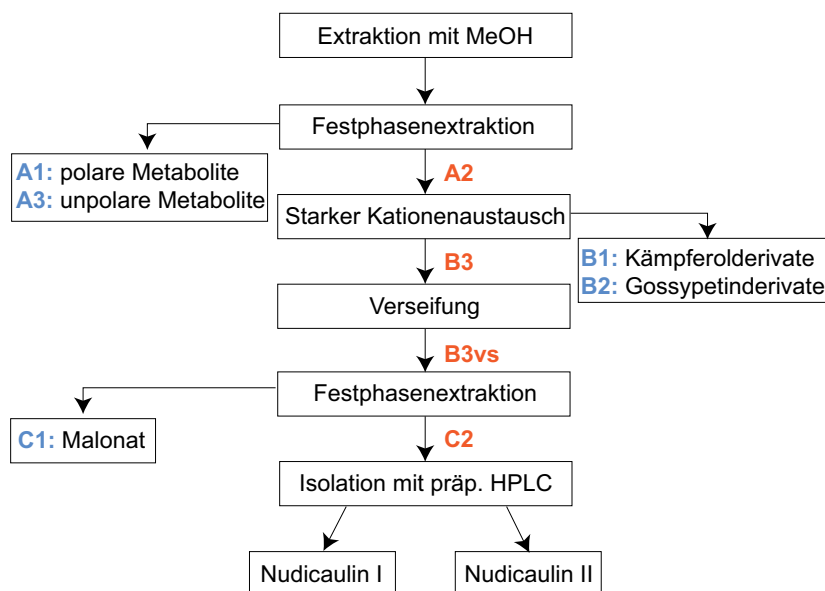 Extraktion mit MeOH
Festphasenextraktion
A1: polare Metabolite
A3: unpolare Metabolite
A2
Starker Kationenaustausch
B1: Kämpferolderivate
B2: Gossypetinderivate
B3
Verseifung
B3vs
Festphasenextraktion
C1: Malonat
C2
Isolation mit präp. HPLC
Nudicaulin I
Nudicaulin II